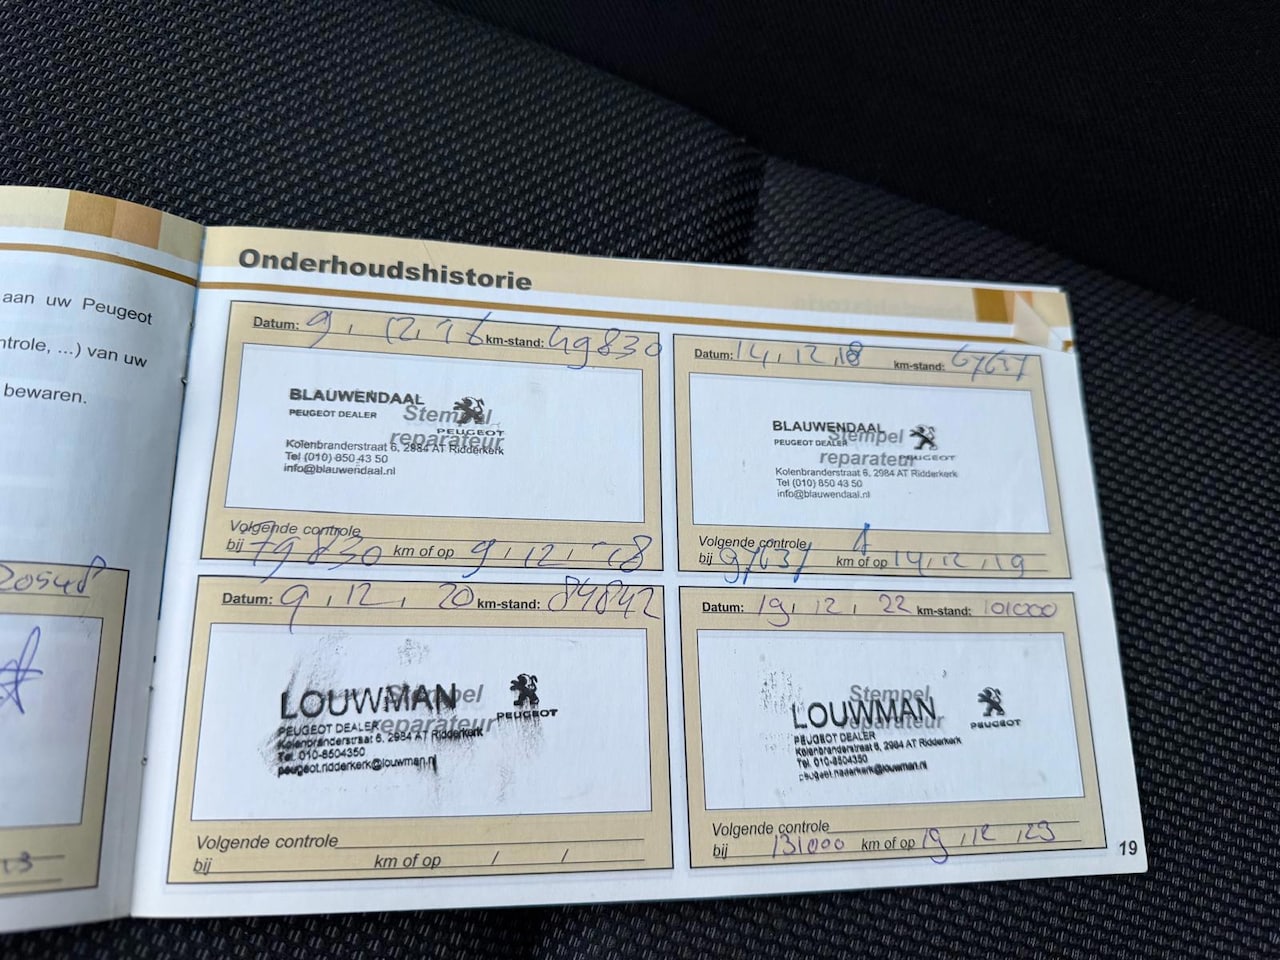 aan uw Peugeot
ntrole, ...) van uw
bewaren.
20548
23
Onderhoudshistorie
Datum: 9, 12, 16 km-stand: 49830
BLAUWENDAAL
PEUGEOT DEALER
Stempel
PEUGEOT
reparateur
Kolenbranderstraat 6, 2984 AT Ridderkerk
Tel (010) 850 43 50
info@blauwendaal.nl
Volgende controle
bij 79830 km of op 9, 12, 18
Datum: 14, 12, 18 km-stand: 67637
BLAUWENDAAL
PEUGEOT DEALER
Stempel
reparateur
PEUGEOT
Kolenbranderstraat 6, 2984 AT Ridderkerk
Tel (010) 850 43 50
info@blauwendaal.nl
Volgende controle
bij 97637 km of op 14, 12, 19
Datum: 9, 12, 20 km-stand: 84842
LOUWMAN
Stempel
PEUGEOT
PEUGEOT DEALER
reparateur
Kolenbranderstraat 6, 2984 AT Ridderkerk
Tel. 010-8504350
peugeot.ridderkerk@louwman.nl
Volgende controle
bij km of op / /
Datum: 19, 12, 22 km-stand: 101000
Stempel
LOUWMAN
reparateur
PEUGEOT
PEUGEOT DEALER
Kolenbranderstraat 6, 2984 AT Ridderkerk
Tel. 010-8504350
peugeot.ridderkerk@louwman.nl
Volgende controle
bij 131000 km of op 19, 12, 23
19